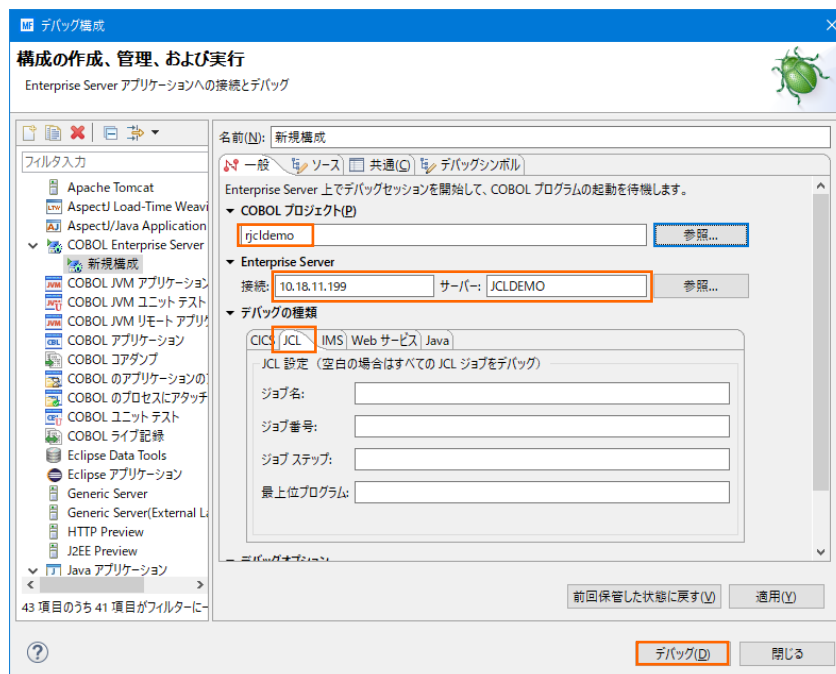 MF デバッグ構成
構成の作成、管理、および実行
Enterprise Server アプリケーションへの接続とデバッグ
フィルタ入力
Apache Tomcat
AspectJ Load-Time Weavi
AspectJ/Java Application
COBOL Enterprise Server
新規構成
COBOL JVM アプリケーション
COBOL JVM ユニット テスト
COBOL JVM リモート アプリケ
COBOL アプリケーション
COBOL コアダンプ
COBOL のアプリケーションの
COBOL のプロセスにアタッチ
COBOL ユニット テスト
COBOL ライブ記録
Eclipse Data Tools
Eclipse アプリケーション
Generic Server
Generic Server(External La
HTTP Preview
J2EE Preview
Java アプリケーション
43 項目のうち 41 項目がフィルターに一
名前(N): 新規構成
一般 ソース 共通(C) デバッグシンボル
Enterprise Server 上でデバッグセッションを開始して、COBOL プログラムの起動を待機します。
COBOL プロジェクト(P)
rjcldemo 参照...
Enterprise Server
接続: 10.18.11.199 サーバー: JCLDEMO 参照...
デバッグの種類
CICS JCL IMS Web サービス Java
JCL 設定 (空白の場合はすべての JCL ジョブをデバッグ)
ジョブ名:
ジョブ番号:
ジョブ ステップ:
最上位プログラム:
デバッグオプション
前回保管した状態に戻す(V) 適用(Y)
デバッグ(D) 閉じる